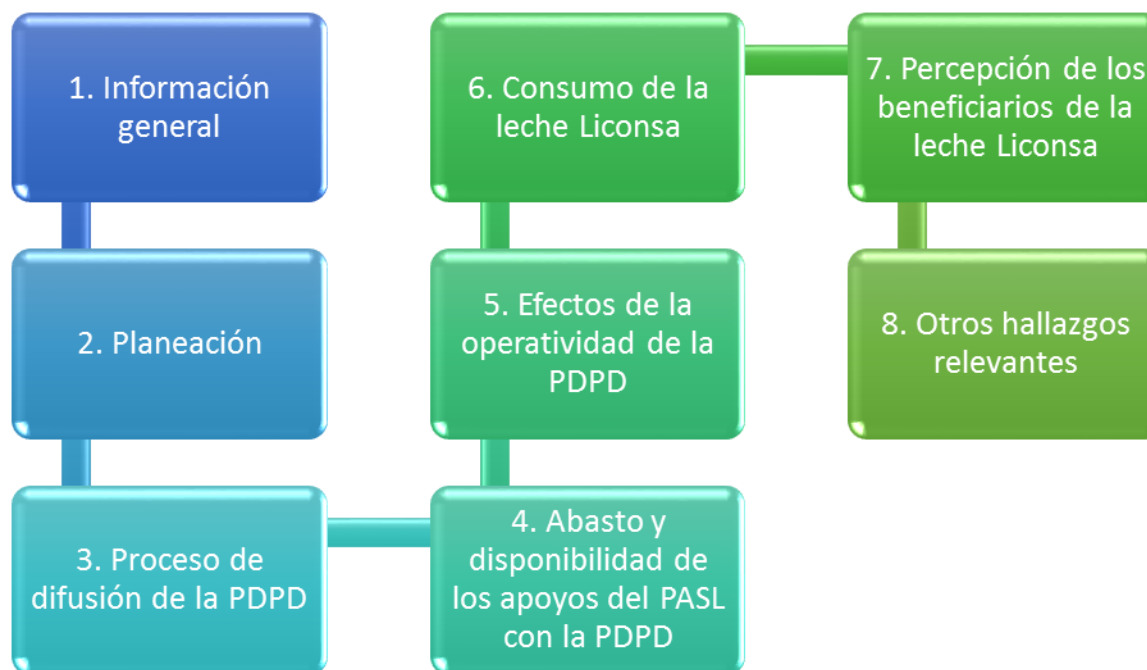 1. Información
general
2. Planeación
3. Proceso de
difusión de la PDPD
4. Abasto y
disponibilidad de
los apoyos del PASL
con la PDPD
5. Efectos de la
operatividad de la
PDPD
6. Consumo de la
leche Liconsa
7. Percepción de los
beneficiarios de la
leche Liconsa
8. Otros hallazgos
relevantes